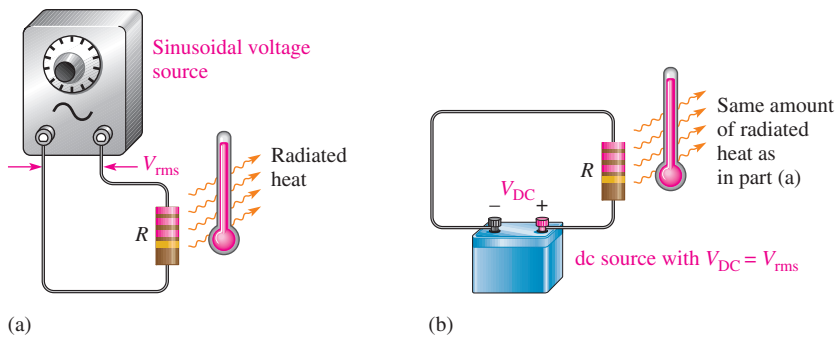 Sinusoidal voltage
source
V_rms
Radiated
heat
R
(a)
Same amount
of radiated
heat as
in part (a)
R
V_DC
− +
dc source with V_DC = V_rms
(b)